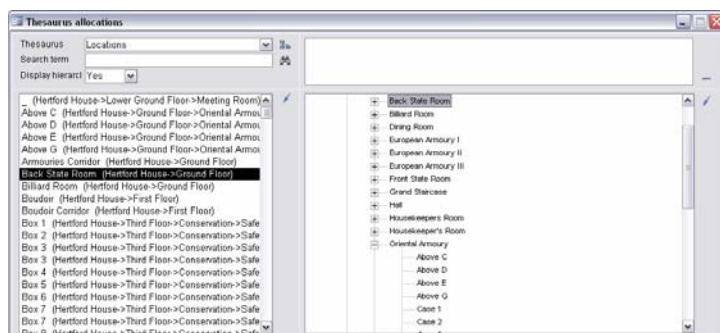 Thesaurus allocations
Thesaurus Locations
Search term
Display hierarcl Yes
_ (Hertford House->Lower Ground Floor->Meeting Room)
Above C (Hertford House->Ground Floor->Oriental Armou
Above D (Hertford House->Ground Floor->Oriental Armou
Above E (Hertford House->Ground Floor->Oriental Armou
Above G (Hertford House->Ground Floor->Oriental Armou
Armouries Corridor (Hertford House->Ground Floor)
Back State Room (Hertford House->Ground Floor)
Billiard Room (Hertford House->Ground Floor)
Boudoir (Hertford House->First Floor)
Boudoir Corridor (Hertford House->First Floor)
Box 1 (Hertford House->Third Floor->Conservation->Safe
Box 2 (Hertford House->Third Floor->Conservation->Safe
Box 3 (Hertford House->Third Floor->Conservation->Safe
Box 3 (Hertford House->Third Floor->Conservation->Safe
Box 4 (Hertford House->Third Floor->Conservation->Safe
Box 5 (Hertford House->Third Floor->Conservation->Safe
Box 6 (Hertford House->Third Floor->Conservation->Safe
Box 7 (Hertford House->Third Floor->Conservation->Safe
Box 7 (Hertford House->Third Floor->Conservation->Safe
Back State Room
Billiard Room
Dining Room
European Armoury I
European Armoury II
European Armoury III
Front State Room
Grand Staircase
Hall
Housekeepers Room
Housekeeper's Room
Oriental Armoury
Above C
Above D
Above E
Above G
Case 1
Case 2